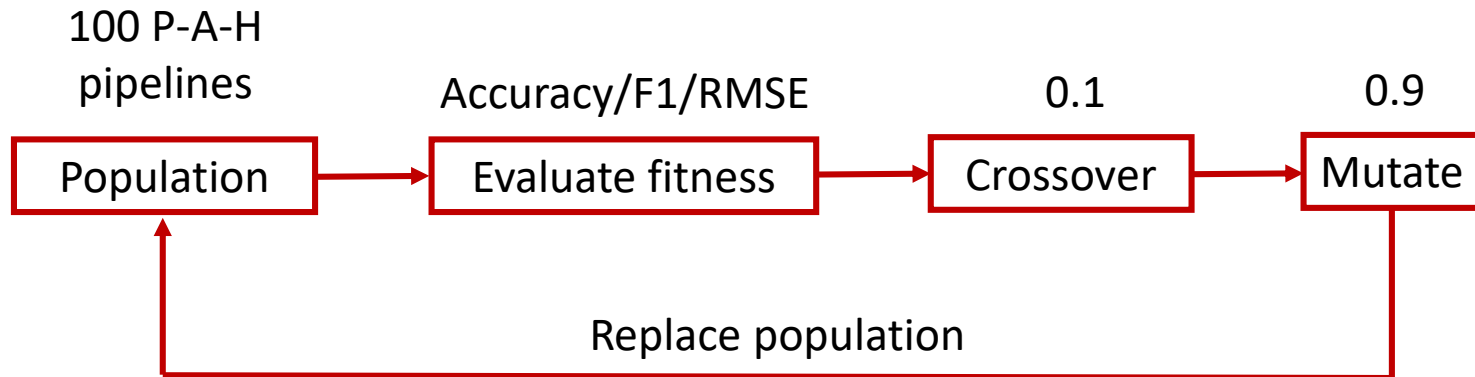 100 P-A-H
pipelines
Accuracy/F1/RMSE
0.1
0.9
Population
Evaluate fitness
Crossover
Mutate
Replace population